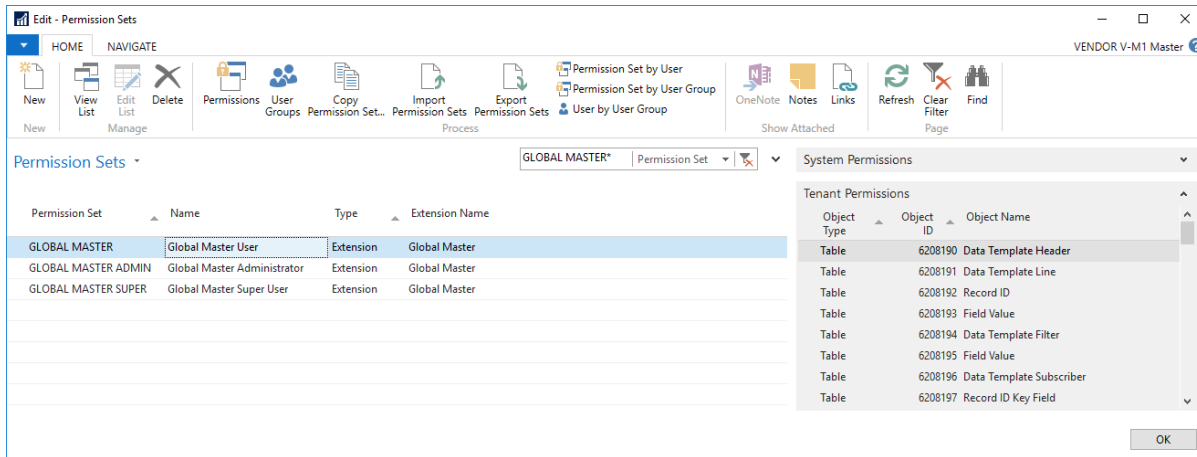 Edit - Permission Sets
HOME NAVIGATE VENDOR V-M1 Master
New
View List
Edit List
Delete
Permissions
User Groups
Copy Permission Set...
Import Permission Sets
Export Permission Sets
Permission Set by User
Permission Set by User Group
User by User Group
OneNote
Notes
Links
Refresh
Clear Filter
Find
New Manage Process Show Attached Page
Permission Sets
GLOBAL MASTER* Permission Set
Permission Set Name Type Extension Name
GLOBAL MASTER Global Master User Extension Global Master
GLOBAL MASTER ADMIN Global Master Administrator Extension Global Master
GLOBAL MASTER SUPER Global Master Super User Extension Global Master
System Permissions
Tenant Permissions
Object Type Object ID Object Name
Table 6208190 Data Template Header
Table 6208191 Data Template Line
Table 6208192 Record ID
Table 6208193 Field Value
Table 6208194 Data Template Filter
Table 6208195 Field Value
Table 6208196 Data Template Subscriber
Table 6208197 Record ID Key Field
OK